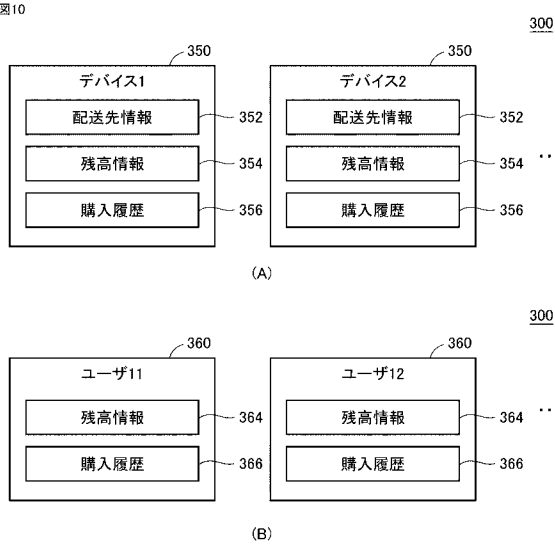 図10
300
350 350
デバイス1 デバイス2
配送先情報 352 配送先情報 352
残高情報 354 残高情報 354 ‥
購入履歴 356 購入履歴 356
(A)
300
360 360
ユーザ11 ユーザ12
残高情報 364 残高情報 364 ‥
購入履歴 366 購入履歴 366
(B)